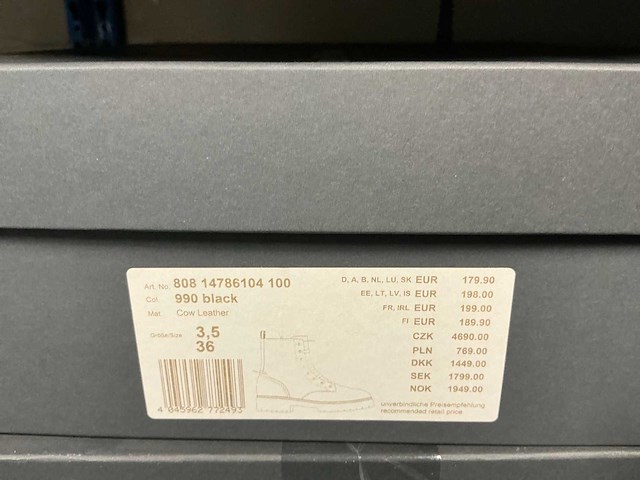 Art. No. 808 14786104 100
Col. 990 black
Mat. Cow Leather
Größe/Size 3,5
36
4 045962 772493
D, A, B, NL, LU, SK EUR 179.90
EE, LT, LV, IS EUR 198.00
FR, IRL EUR 199.00
FI EUR 189.90
CZK 4690.00
PLN 769.00
DKK 1449.00
SEK 1799.00
NOK 1949.00
unverbindliche Preisempfehlung
recommended retail price